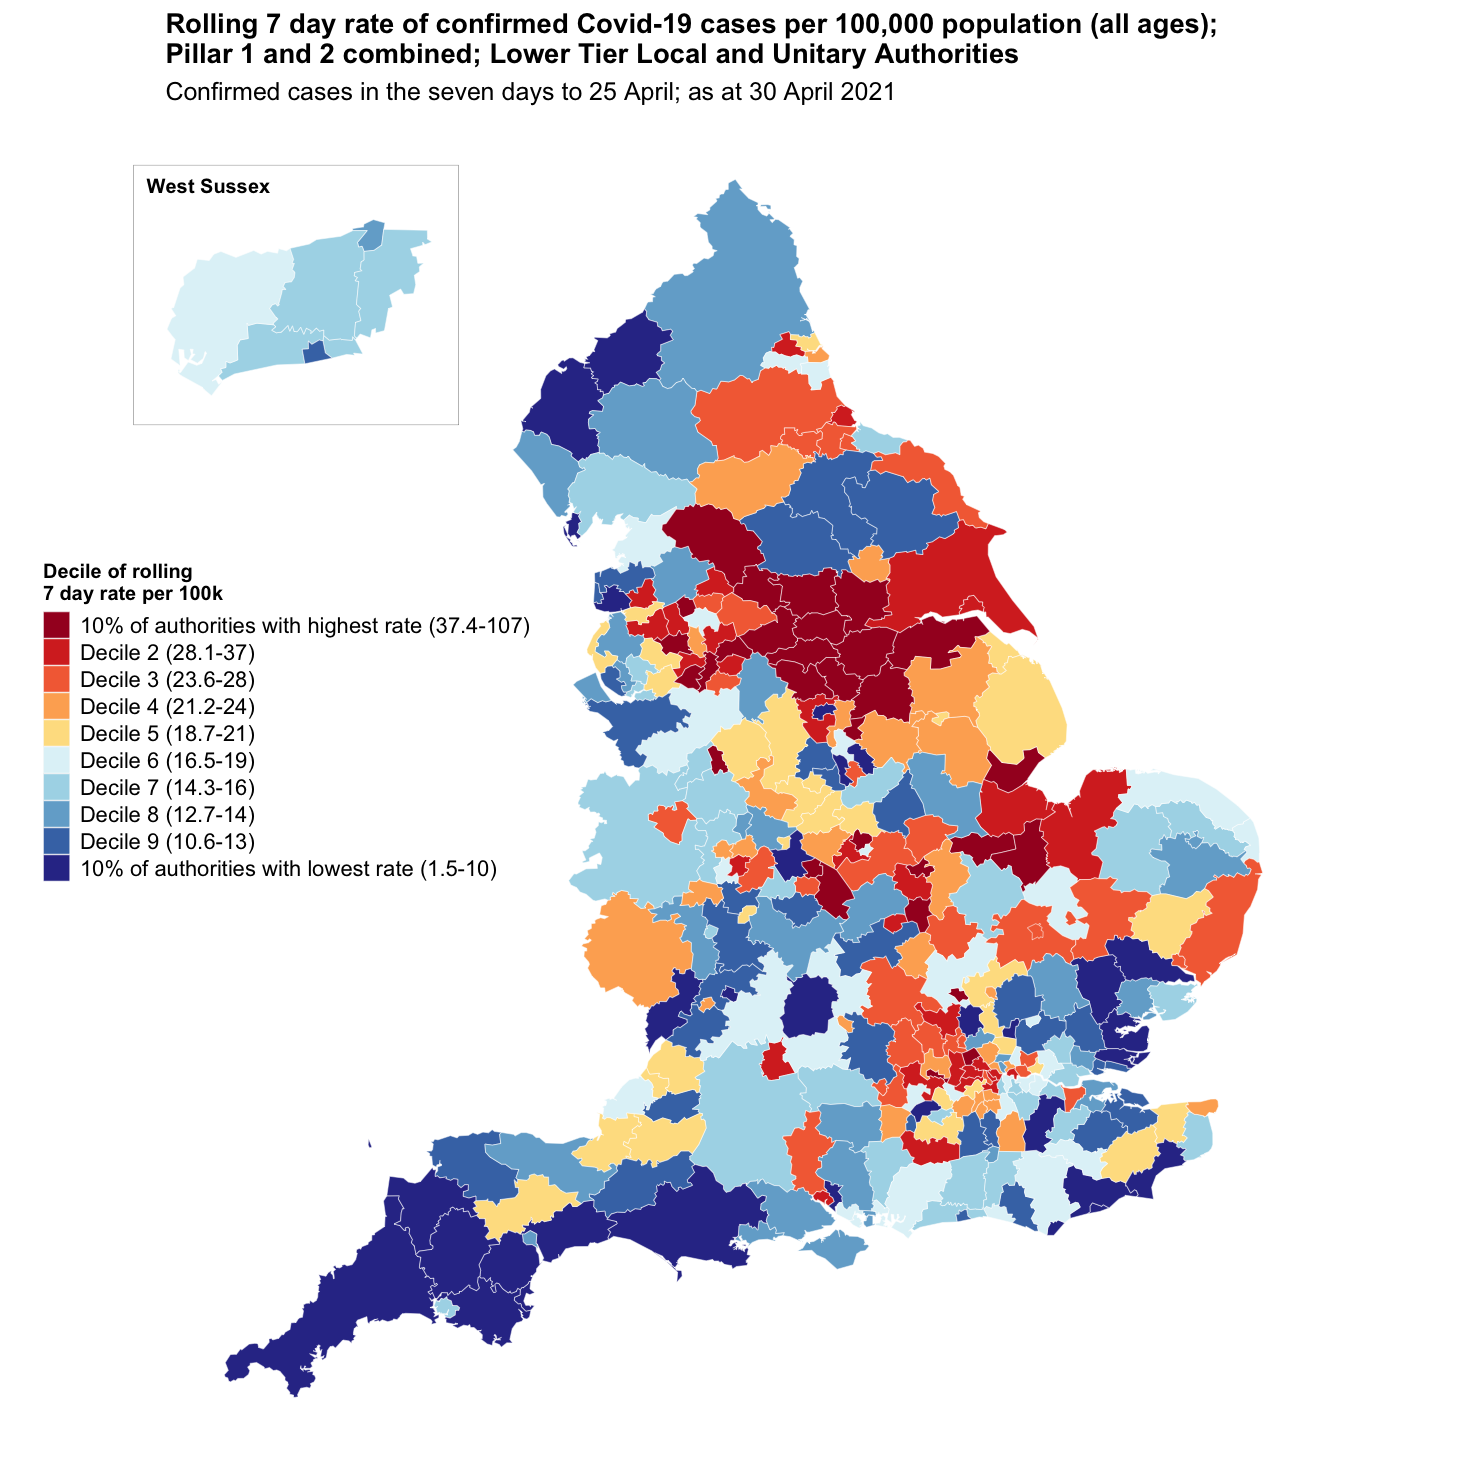 Rolling 7 day rate of confirmed Covid-19 cases per 100,000 population (all ages);
Pillar 1 and 2 combined; Lower Tier Local and Unitary Authorities
Confirmed cases in the seven days to 25 April; as at 30 April 2021
West Sussex
Decile of rolling
7 day rate per 100k
10% of authorities with highest rate (37.4-107)
Decile 2 (28.1-37)
Decile 3 (23.6-28)
Decile 4 (21.2-24)
Decile 5 (18.7-21)
Decile 6 (16.5-19)
Decile 7 (14.3-16)
Decile 8 (12.7-14)
Decile 9 (10.6-13)
10% of authorities with lowest rate (1.5-10)